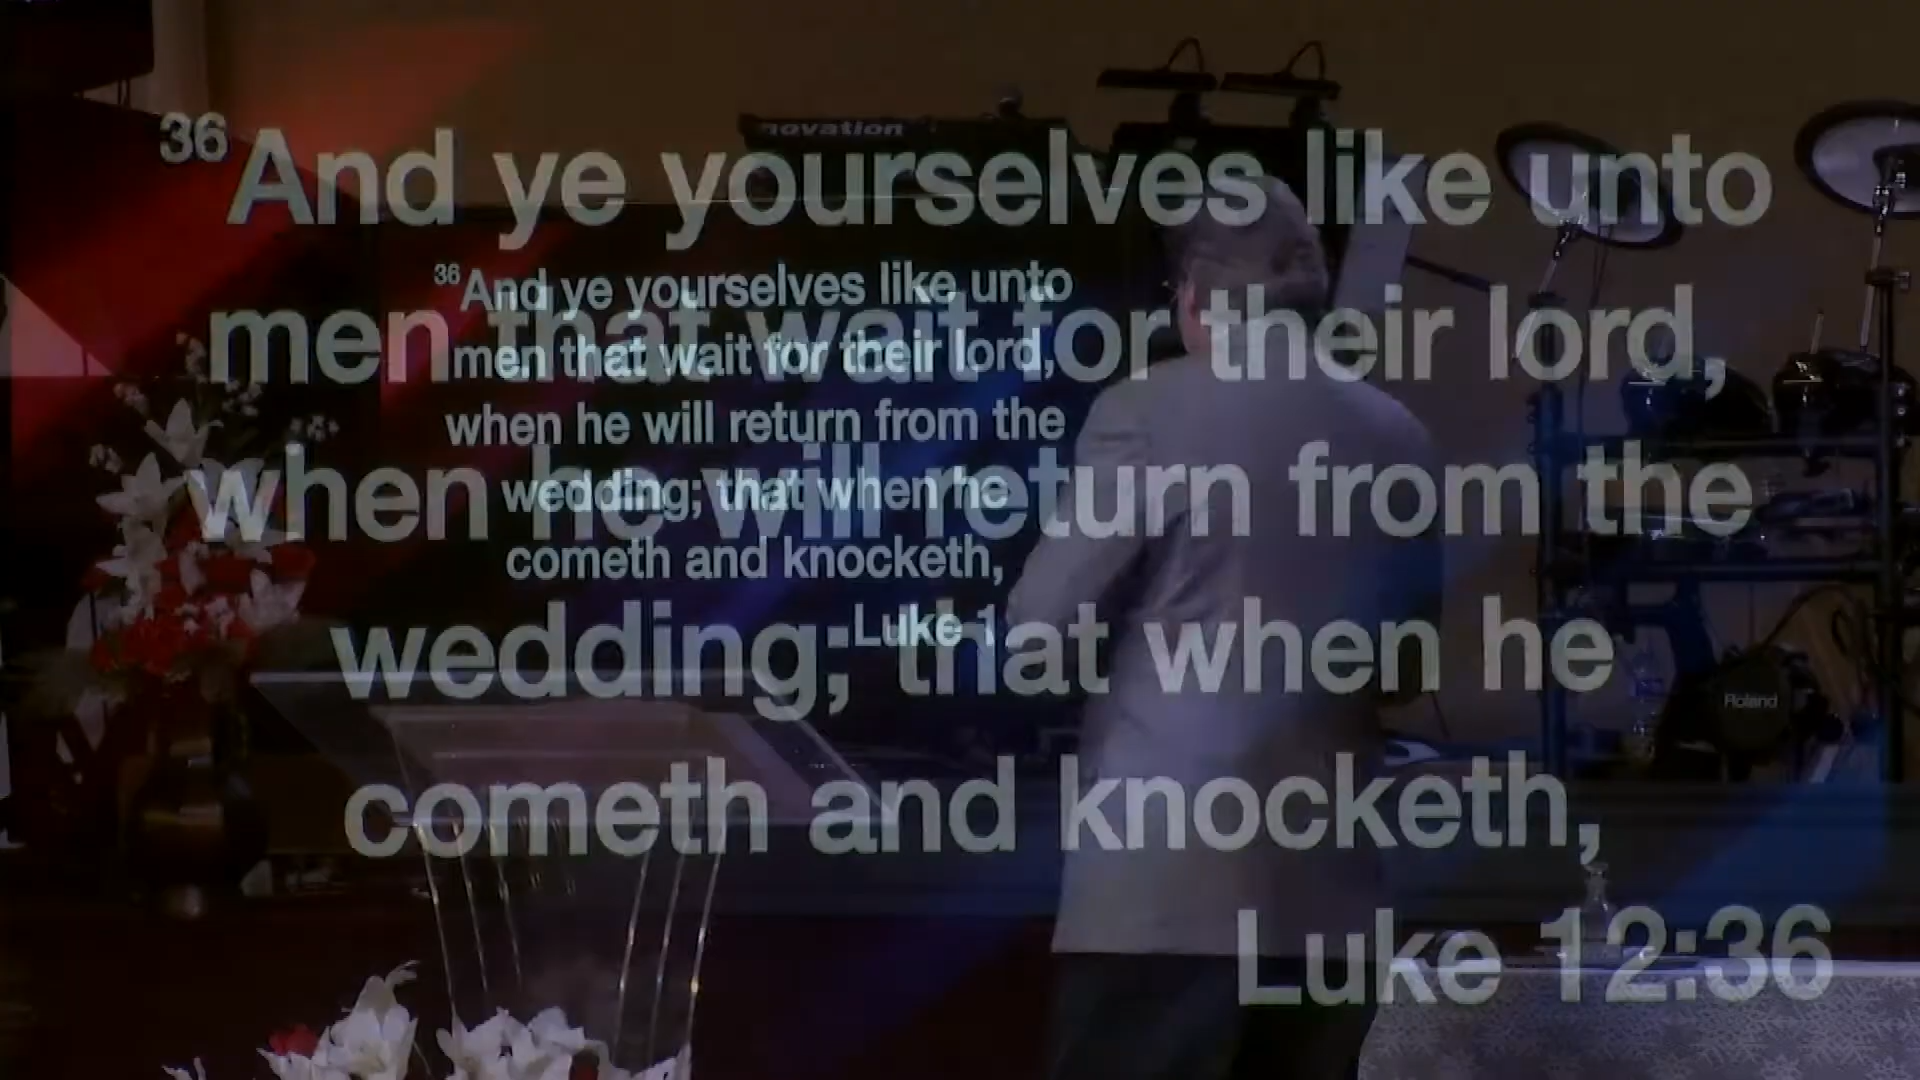 novation
36 And ye yourselves like unto
men that wait for their lord,
when he will return from the
wedding; that when he
cometh and knocketh,
Luke 12:36
36 And ye yourselves like unto
men that wait for their lord,
when he will return from the
wedding; that when he
cometh and knocketh,
Luke 1
Roland